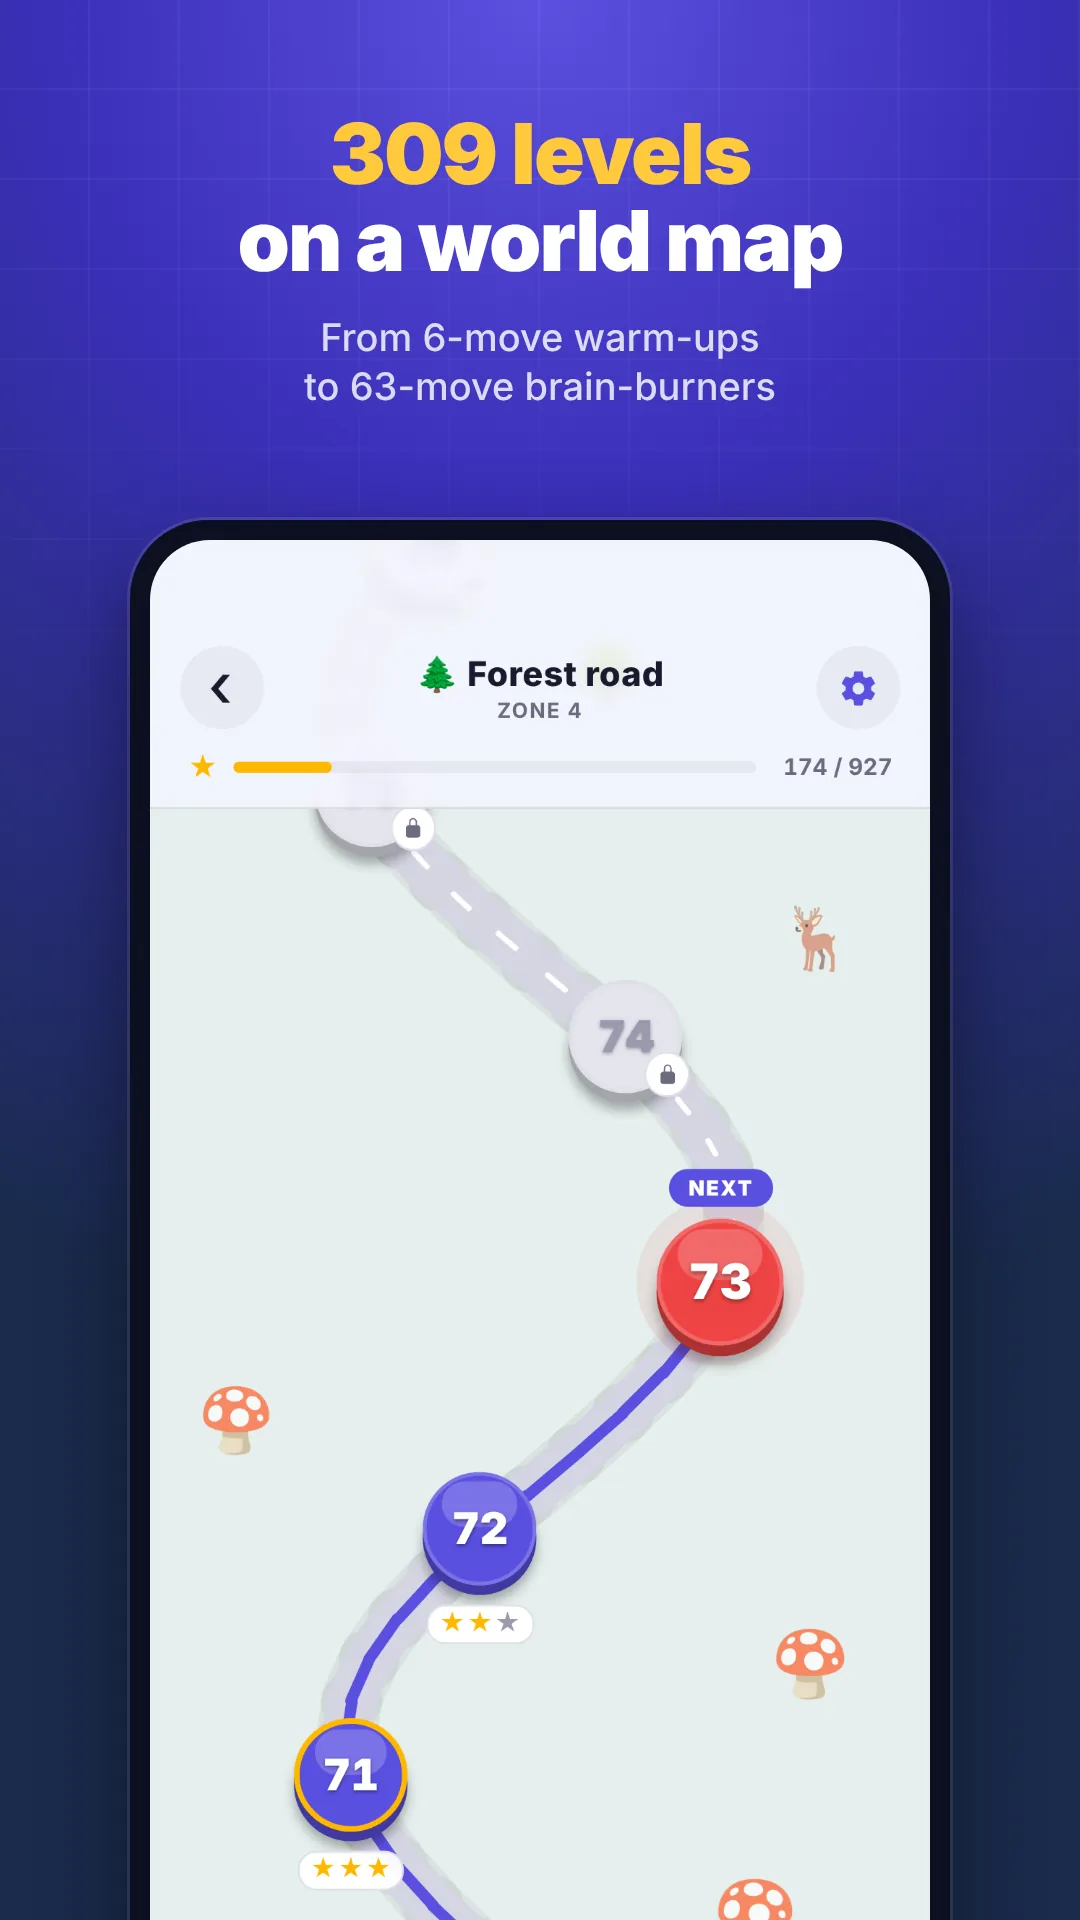 309 levels
on a world map
From 6-move warm-ups
to 63-move brain-burners
Forest road
ZONE 4
174 / 927
74
NEXT
73
72
71